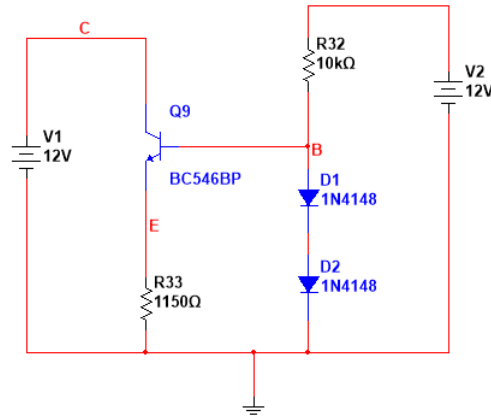 C
R32
10kΩ
V2
12V
Q9
V1
12V
B
BC546BP
D1
1N4148
E
D2
1N4148
R33
1150Ω